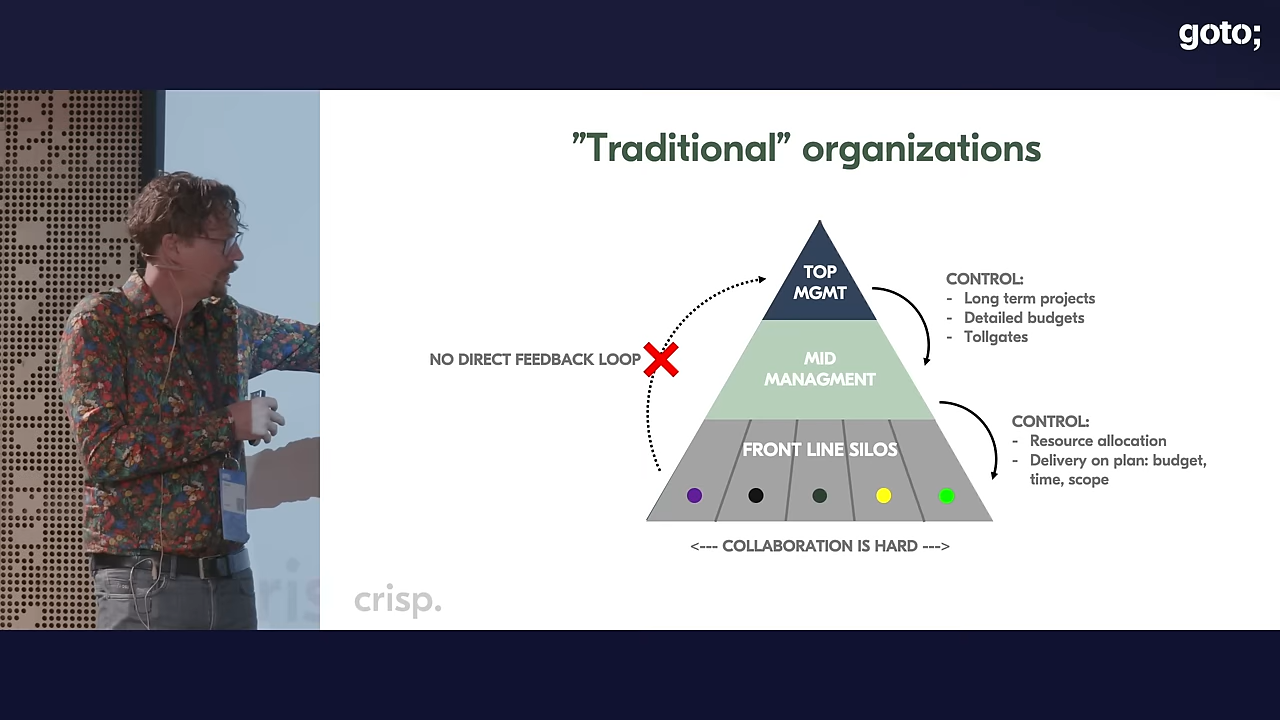 goto;
”Traditional” organizations
TOP
MGMT
CONTROL:
- Long term projects
- Detailed budgets
- Tollgates
NO DIRECT FEEDBACK LOOP
MID
MANAGMENT
CONTROL:
- Resource allocation
- Delivery on plan: budget,
time, scope
FRONT LINE SILOS
<--- COLLABORATION IS HARD --->
crisp.